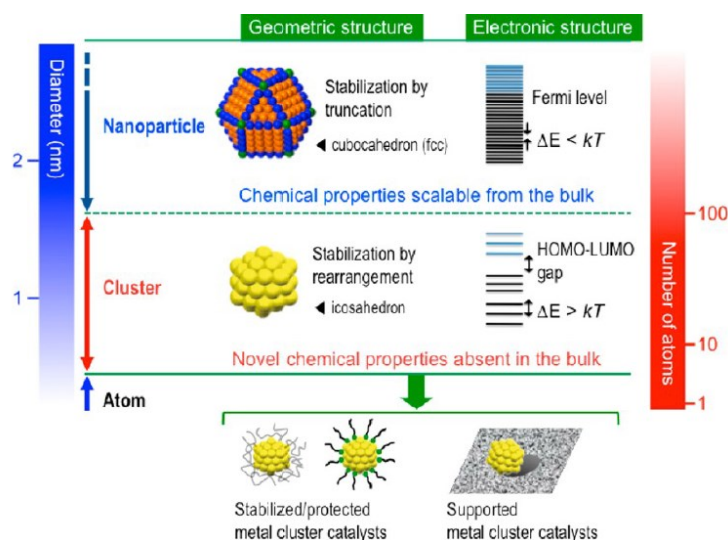 Geometric structure
Electronic structure
Diameter (nm)
2
1
Nanoparticle
Stabilization by
truncation
◄ cubocahedron (fcc)
Fermi level
ΔE < kT
Chemical properties scalable from the bulk
Cluster
Stabilization by
rearrangement
◄ icosahedron
HOMO-LUMO
gap
ΔE > kT
Novel chemical properties absent in the bulk
Atom
100
10
1
Number of atoms
Stabilized/protected
metal cluster catalysts
Supported
metal cluster catalysts